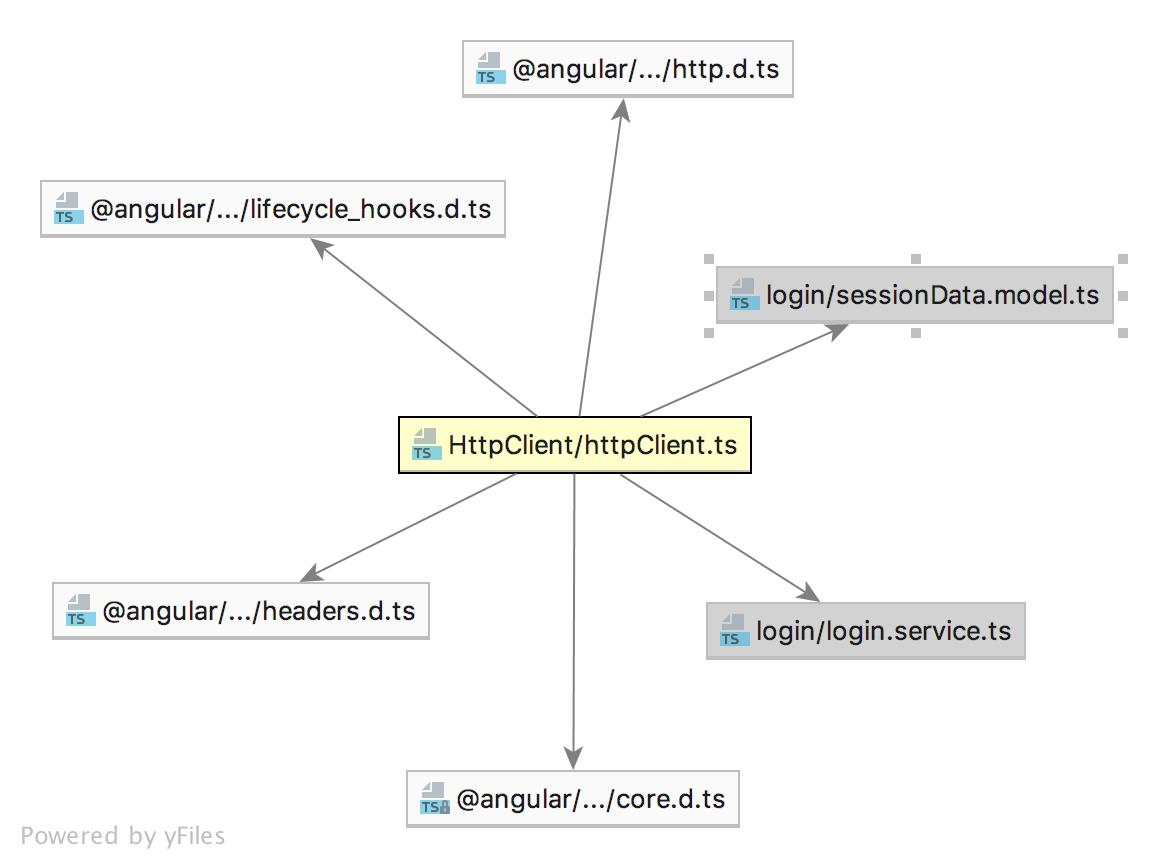 TS @angular/.../http.d.ts
TS @angular/.../lifecycle_hooks.d.ts
TS login/sessionData.model.ts
TS HttpClient/httpClient.ts
TS @angular/.../headers.d.ts
TS login/login.service.ts
TS @angular/.../core.d.ts
Powered by yFiles